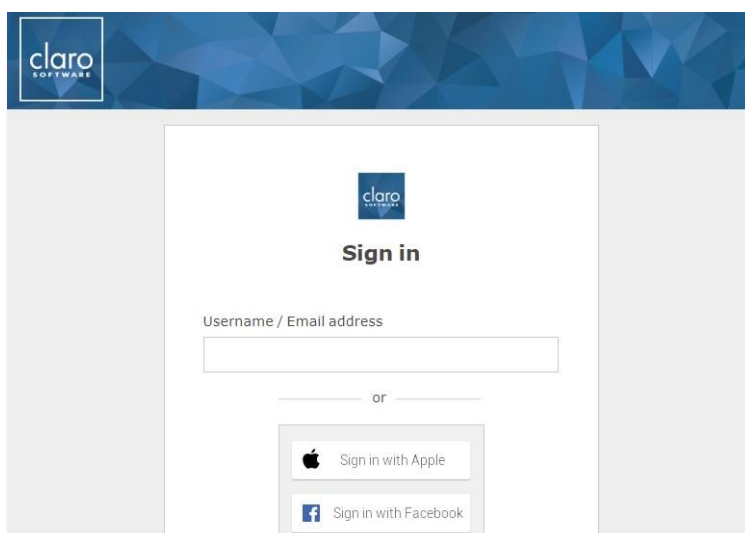 claro
SOFTWARE
claro
SOFTWARE
Sign in
Username / Email address
or
Sign in with Apple
Sign in with Facebook